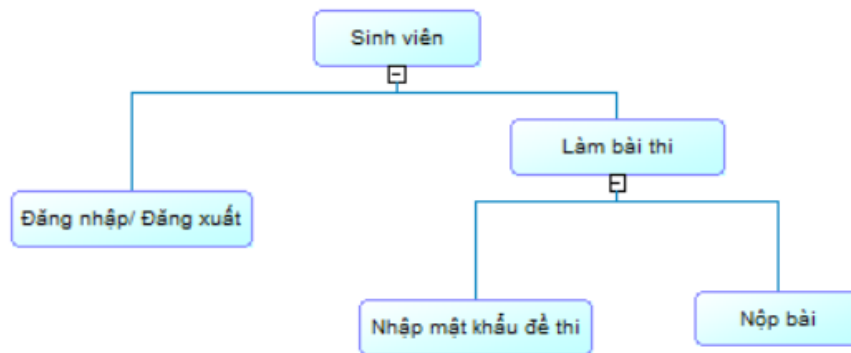 Sinh viên
Làm bài thi
Đăng nhập/ Đăng xuất
Nhập mật khẩu đề thi
Nộp bài